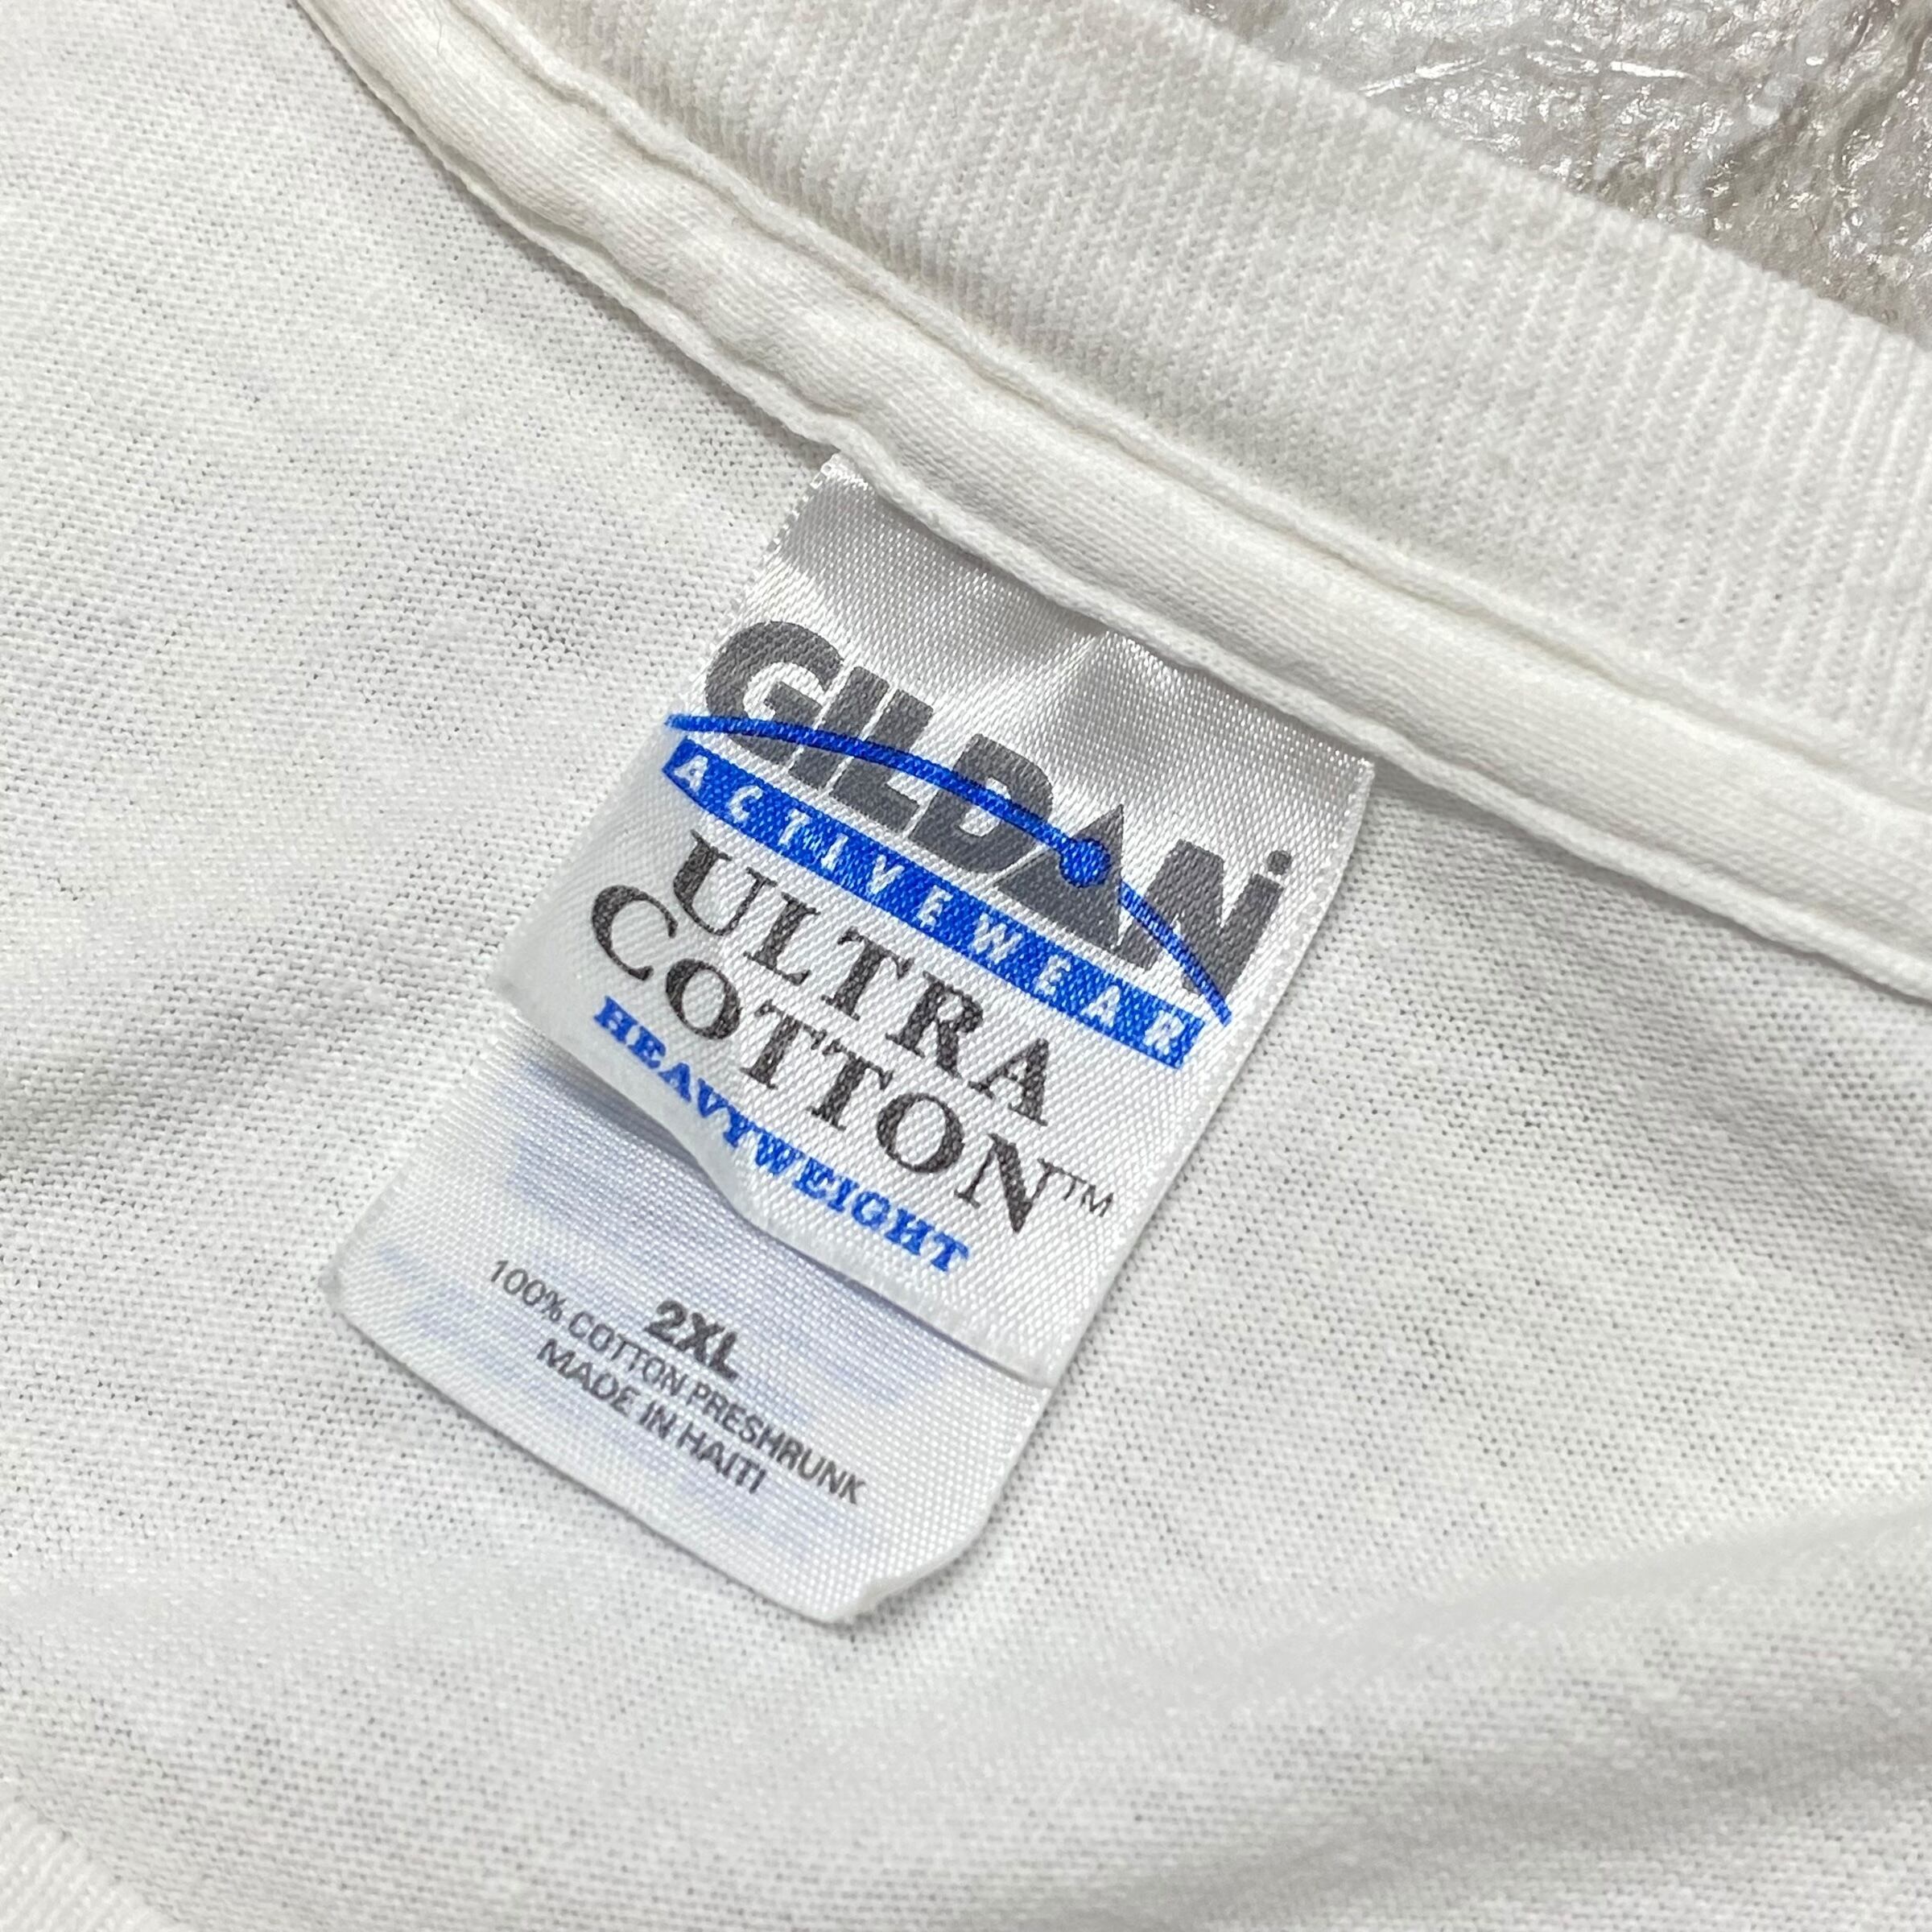 GILDAN
ACTIVEWEAR
ULTRA
COTTON™
HEAVYWEIGHT
2XL
100% COTTON PRESHRUNK
MADE IN HAITI